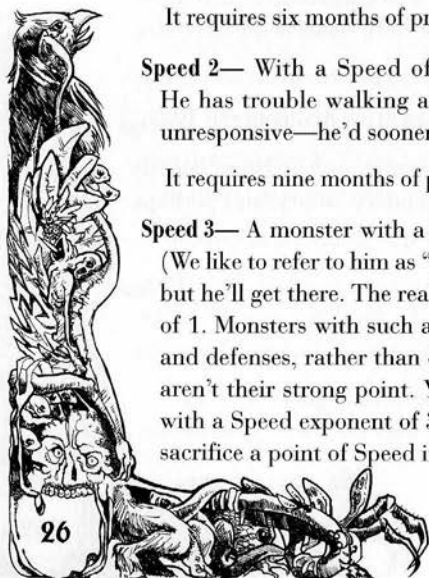 It requires six months of pr
Speed 2— With a Speed of
He has trouble walking a
unresponsive—he'd sooner
It requires nine months of p
Speed 3— A monster with a
(We like to refer to him as "
but he'll get there. The real
of 1. Monsters with such a
and defenses, rather than
aren't their strong point. Y
with a Speed exponent of 3
sacrifice a point of Speed i
26